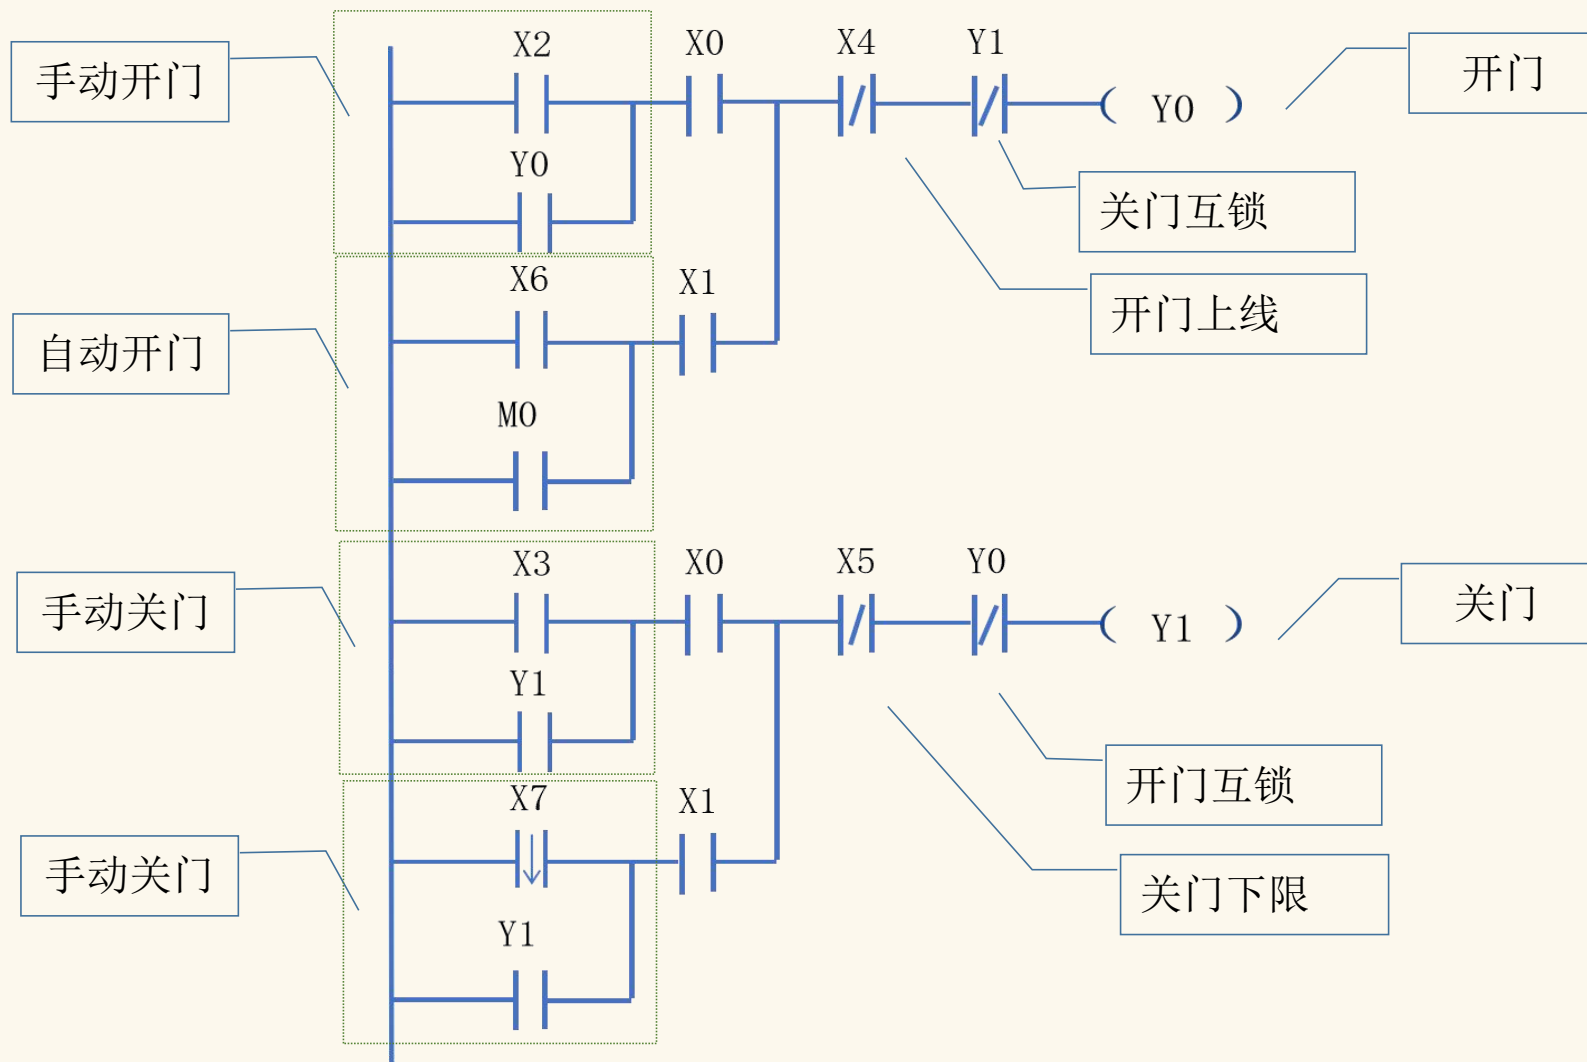 X2 X0 X4 Y1
手动开门
开门
( Y0 )
Y0
关门互锁
X6 X1
开门上线
自动开门
M0
X3 X0 X5 Y0
手动关门
关门
( Y1 )
Y1
开门互锁
X7 X1
手动关门
关门下限
Y1